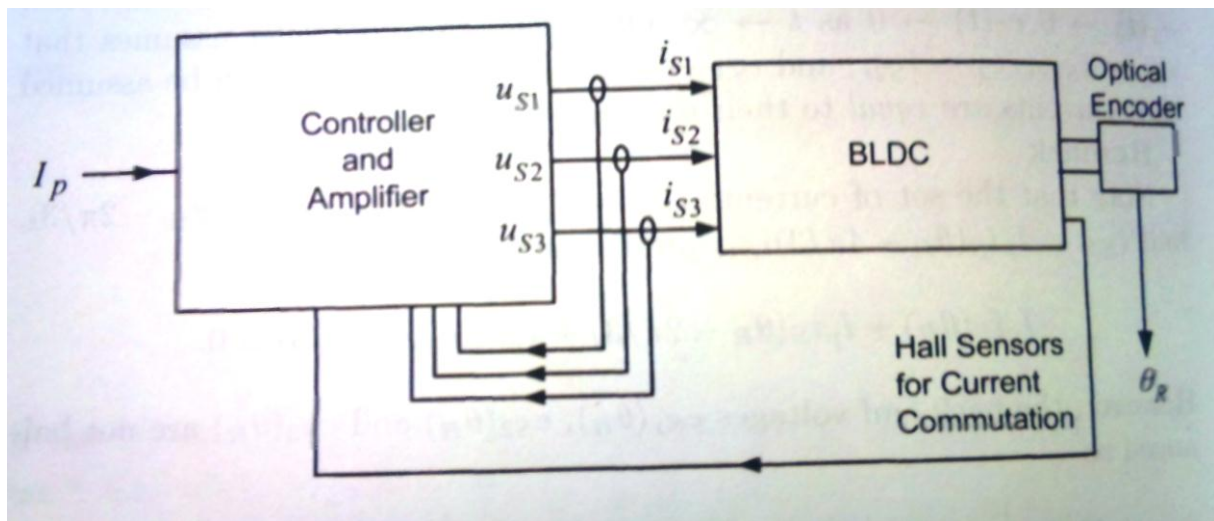 Controller
and
Amplifier
I_p
u_S1
u_S2
u_S3
i_S1
i_S2
i_S3
BLDC
Optical
Encoder
θ_R
Hall Sensors
for Current
Commutation